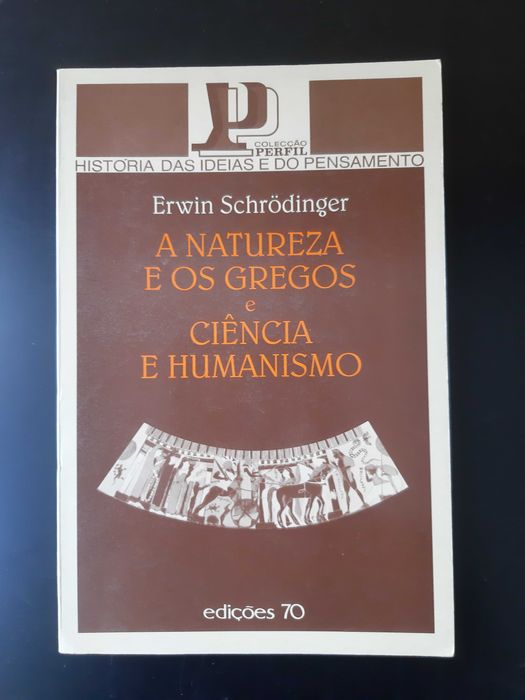 COLECÇÃO
PERFIL
HISTÓRIA DAS IDEIAS E DO PENSAMENTO
Erwin Schrödinger
A NATUREZA
E OS GREGOS
e
CIÊNCIA
E HUMANISMO
edições 70